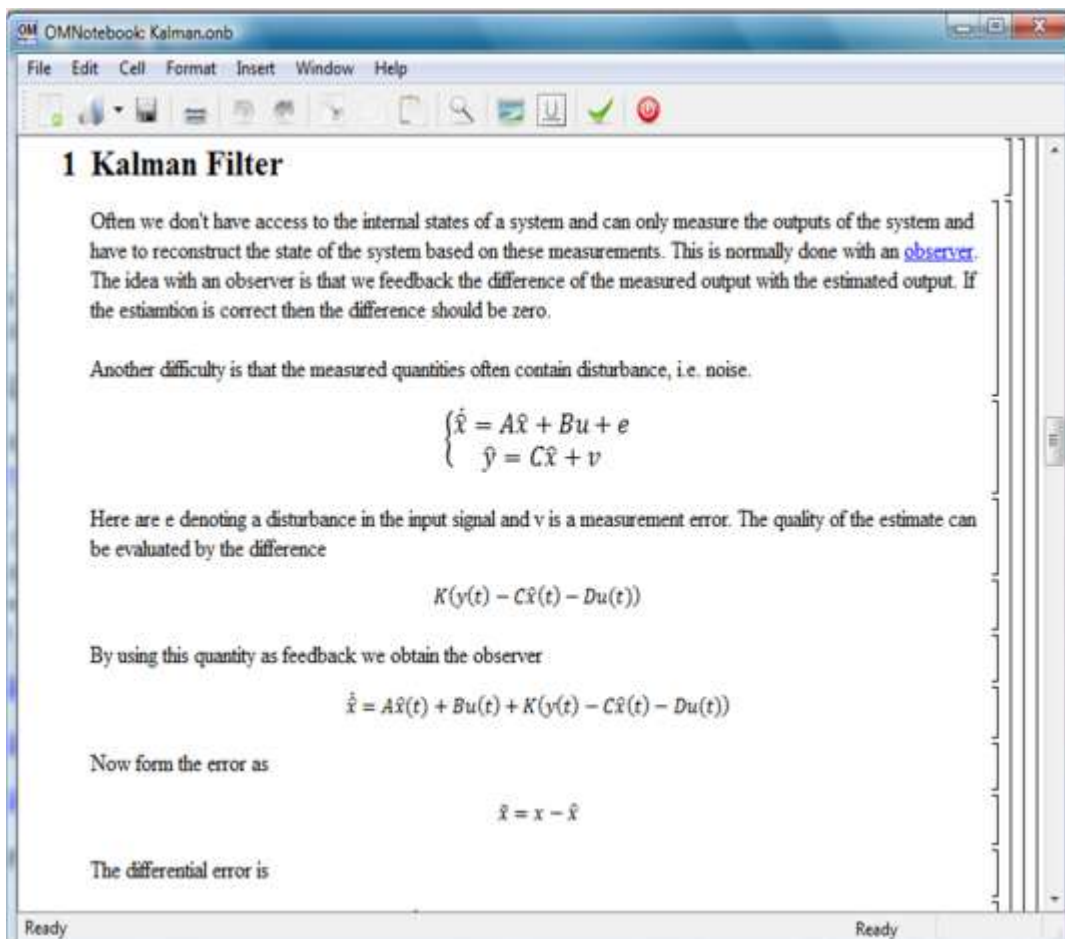 OMNotebook: Kalman.onb
File Edit Cell Format Insert Window Help
1 Kalman Filter
Often we don't have access to the internal states of a system and can only measure the outputs of the system and
have to reconstruct the state of the system based on these measurements. This is normally done with an observer.
The idea with an observer is that we feedback the difference of the measured output with the estimated output. If
the estiamtion is correct then the difference should be zero.
Another difficulty is that the measured quantities often contain disturbance, i.e. noise.
{ẋ̂ = Ax̂ + Bu + e
ŷ = Cx̂ + v
Here are e denoting a disturbance in the input signal and v is a measurement error. The quality of the estimate can
be evaluated by the difference
K(y(t) − Cx̂(t) − Du(t))
By using this quantity as feedback we obtain the observer
ẋ̂ = Ax̂(t) + Bu(t) + K(y(t) − Cx̂(t) − Du(t))
Now form the error as
x̂ = x − x̂
The differential error is
Ready Ready